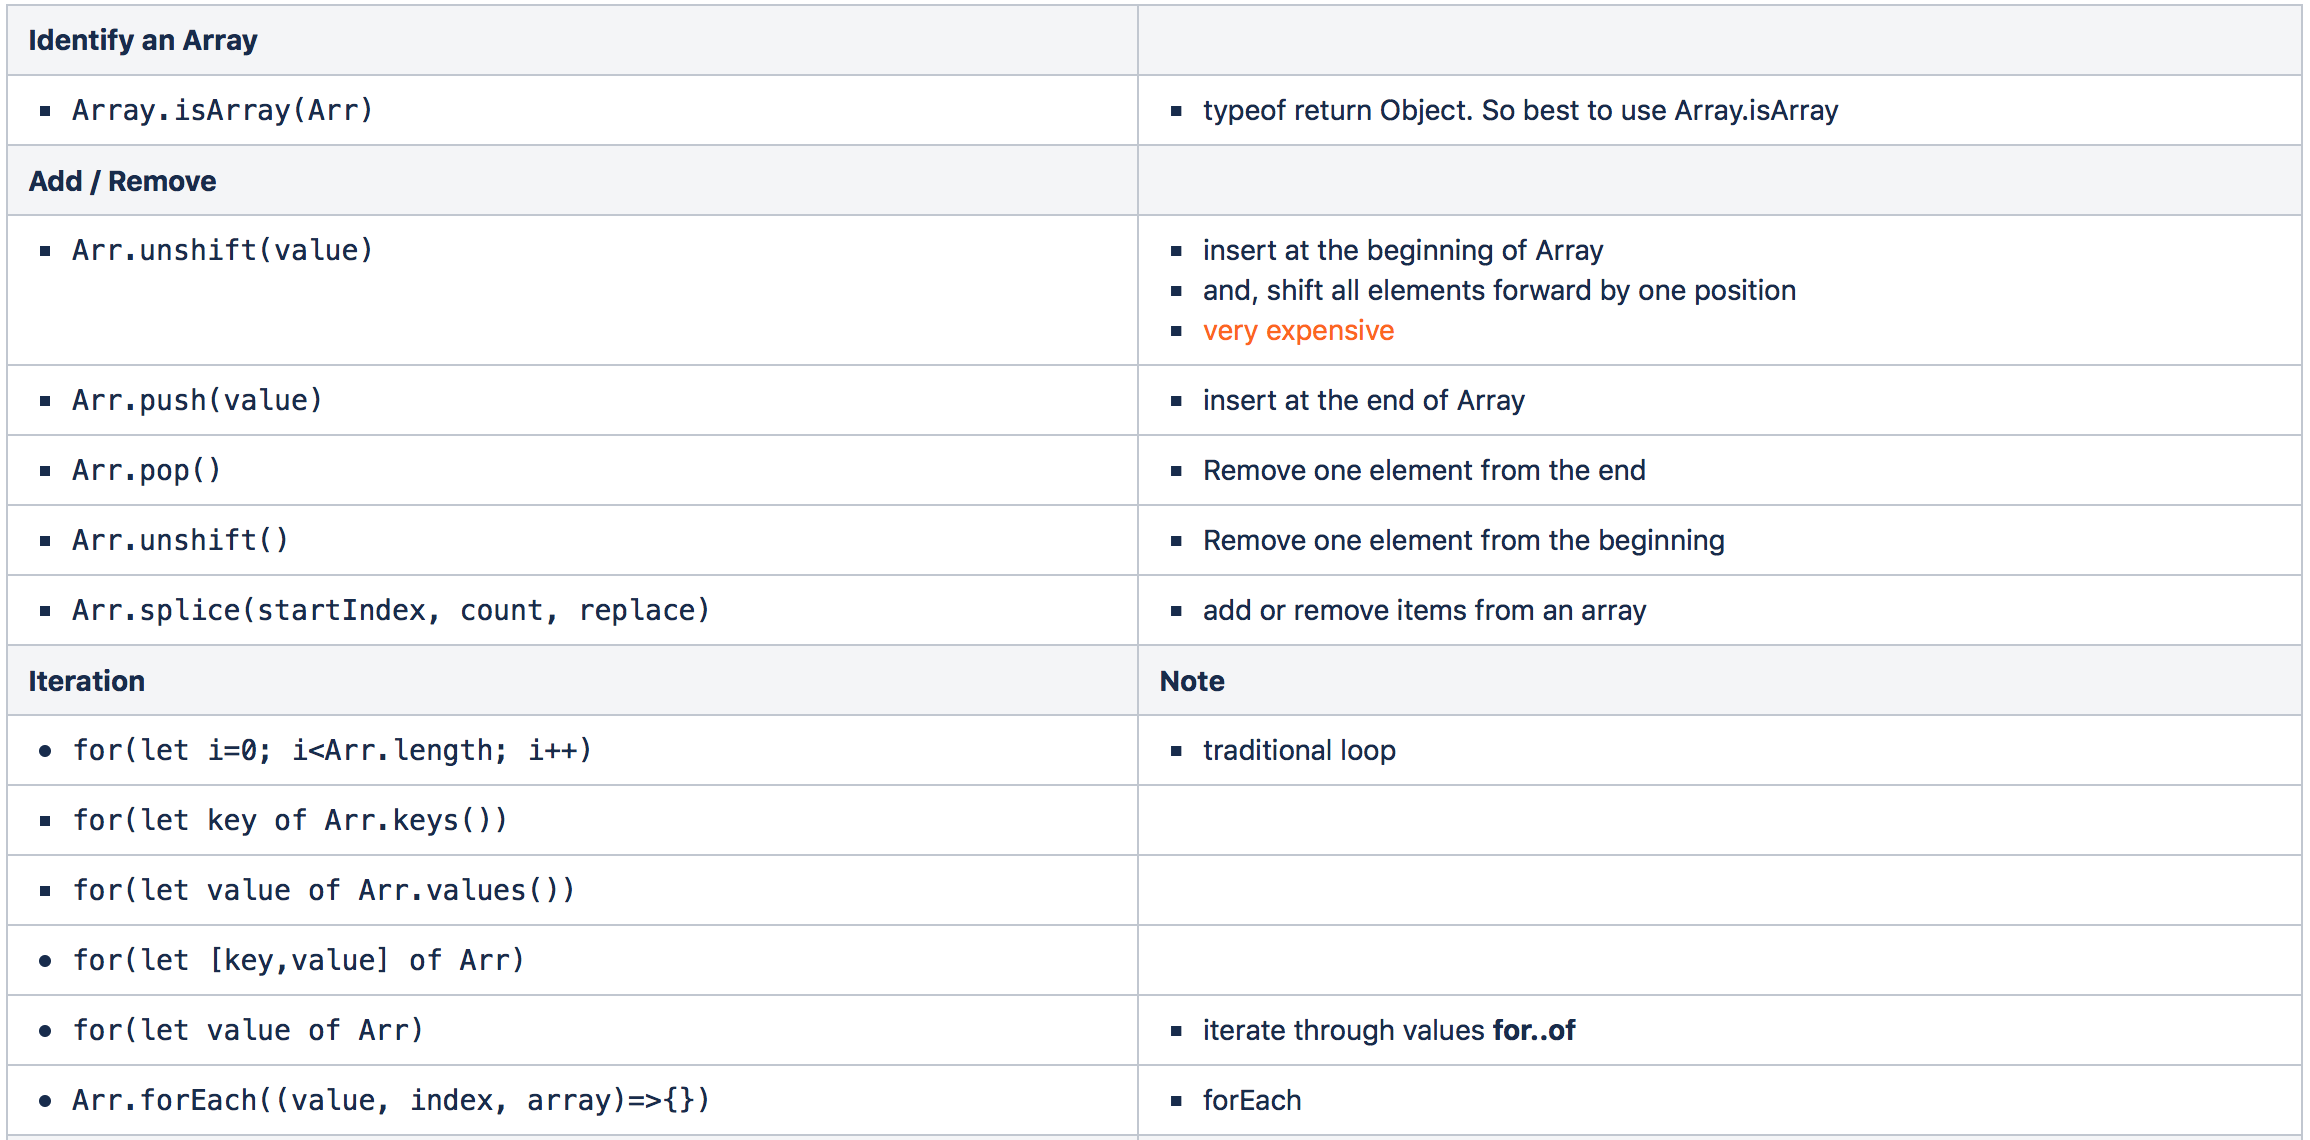 Identify an Array
Array.isArray(Arr)
typeof return Object. So best to use Array.isArray
Add / Remove
Arr.unshift(value)
insert at the beginning of Array
and, shift all elements forward by one position
very expensive
Arr.push(value)
insert at the end of Array
Arr.pop()
Remove one element from the end
Arr.unshift()
Remove one element from the beginning
Arr.splice(startIndex, count, replace)
add or remove items from an array
Iteration
Note
for(let i=0; i<Arr.length; i++)
traditional loop
for(let key of Arr.keys())
for(let value of Arr.values())
for(let [key,value] of Arr)
for(let value of Arr)
iterate through values for..of
Arr.forEach((value, index, array)=>{})
forEach